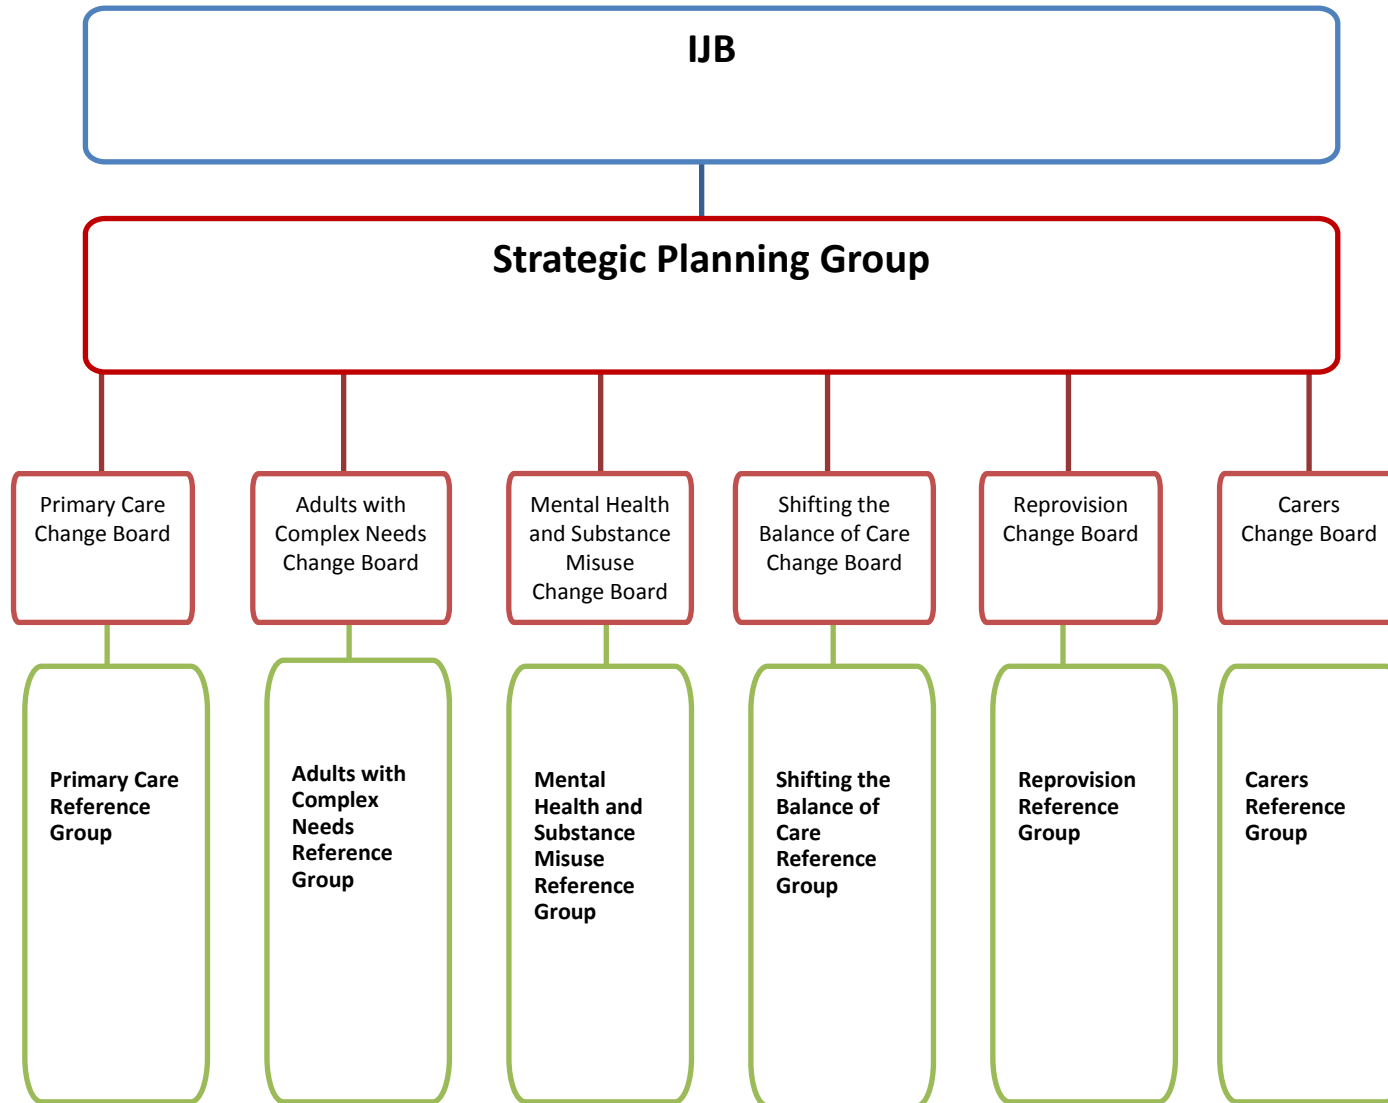 IJB
Strategic Planning Group
Primary Care
Change Board
Adults with
Complex Needs
Change Board
Mental Health
and Substance
Misuse
Change Board
Shifting the
Balance of Care
Change Board
Reprovision
Change Board
Carers
Change Board
Primary Care
Reference
Group
Adults with
Complex
Needs
Reference
Group
Mental
Health and
Substance
Misuse
Reference
Group
Shifting the
Balance of
Care
Reference
Group
Reprovision
Reference
Group
Carers
Reference
Group